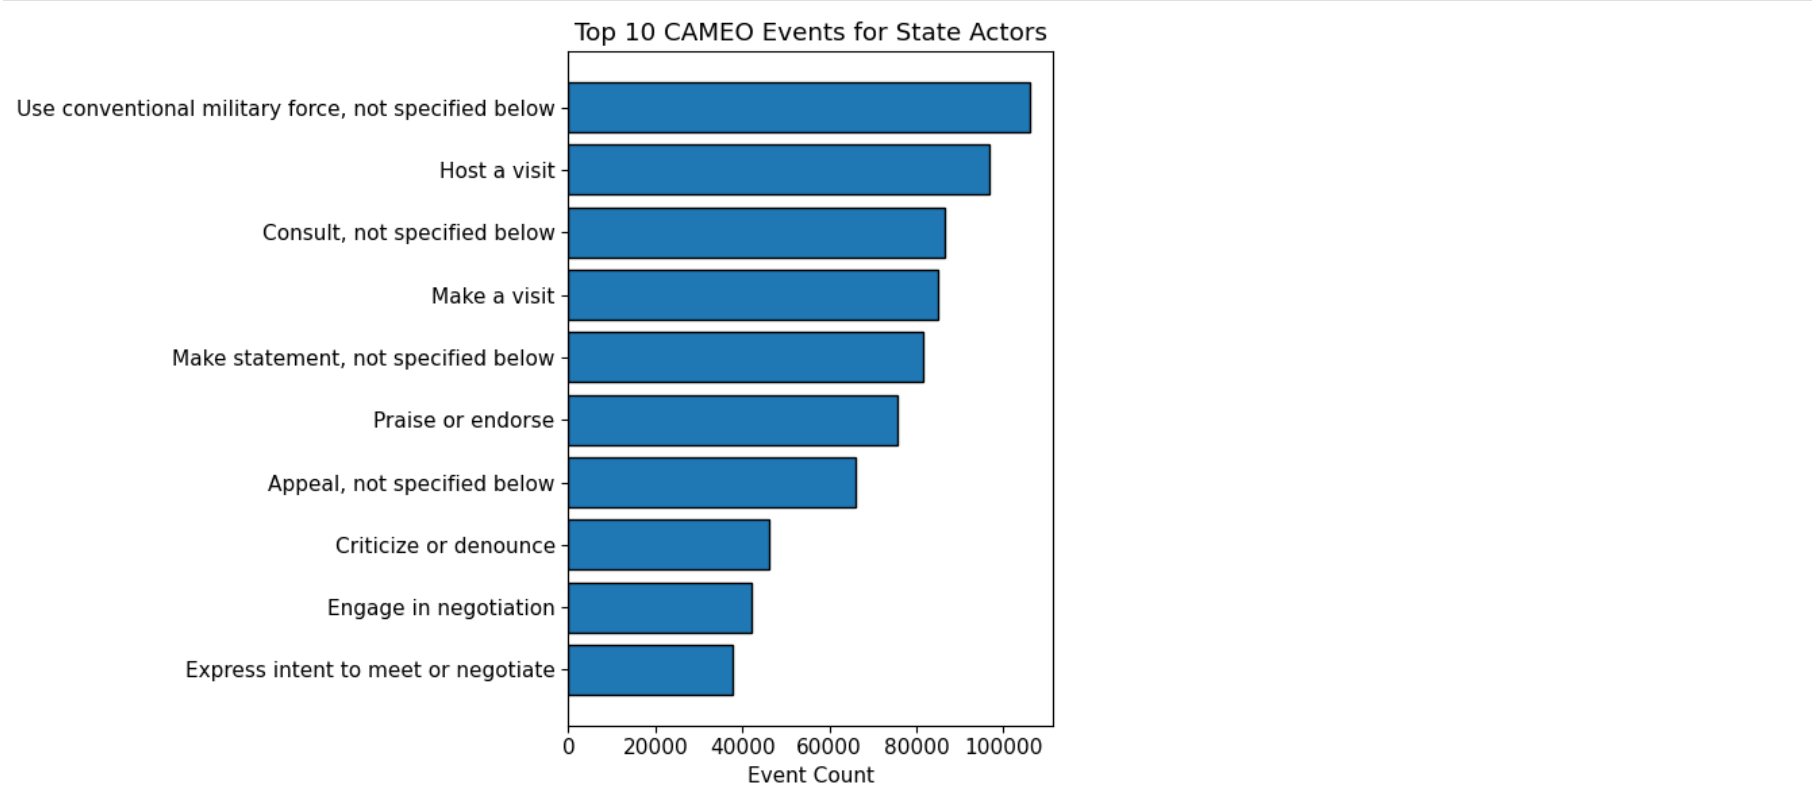 Top 10 CAMEO Events for State Actors
Use conventional military force, not specified below
Host a visit
Consult, not specified below
Make a visit
Make statement, not specified below
Praise or endorse
Appeal, not specified below
Criticize or denounce
Engage in negotiation
Express intent to meet or negotiate
0 20000 40000 60000 80000 100000
Event Count